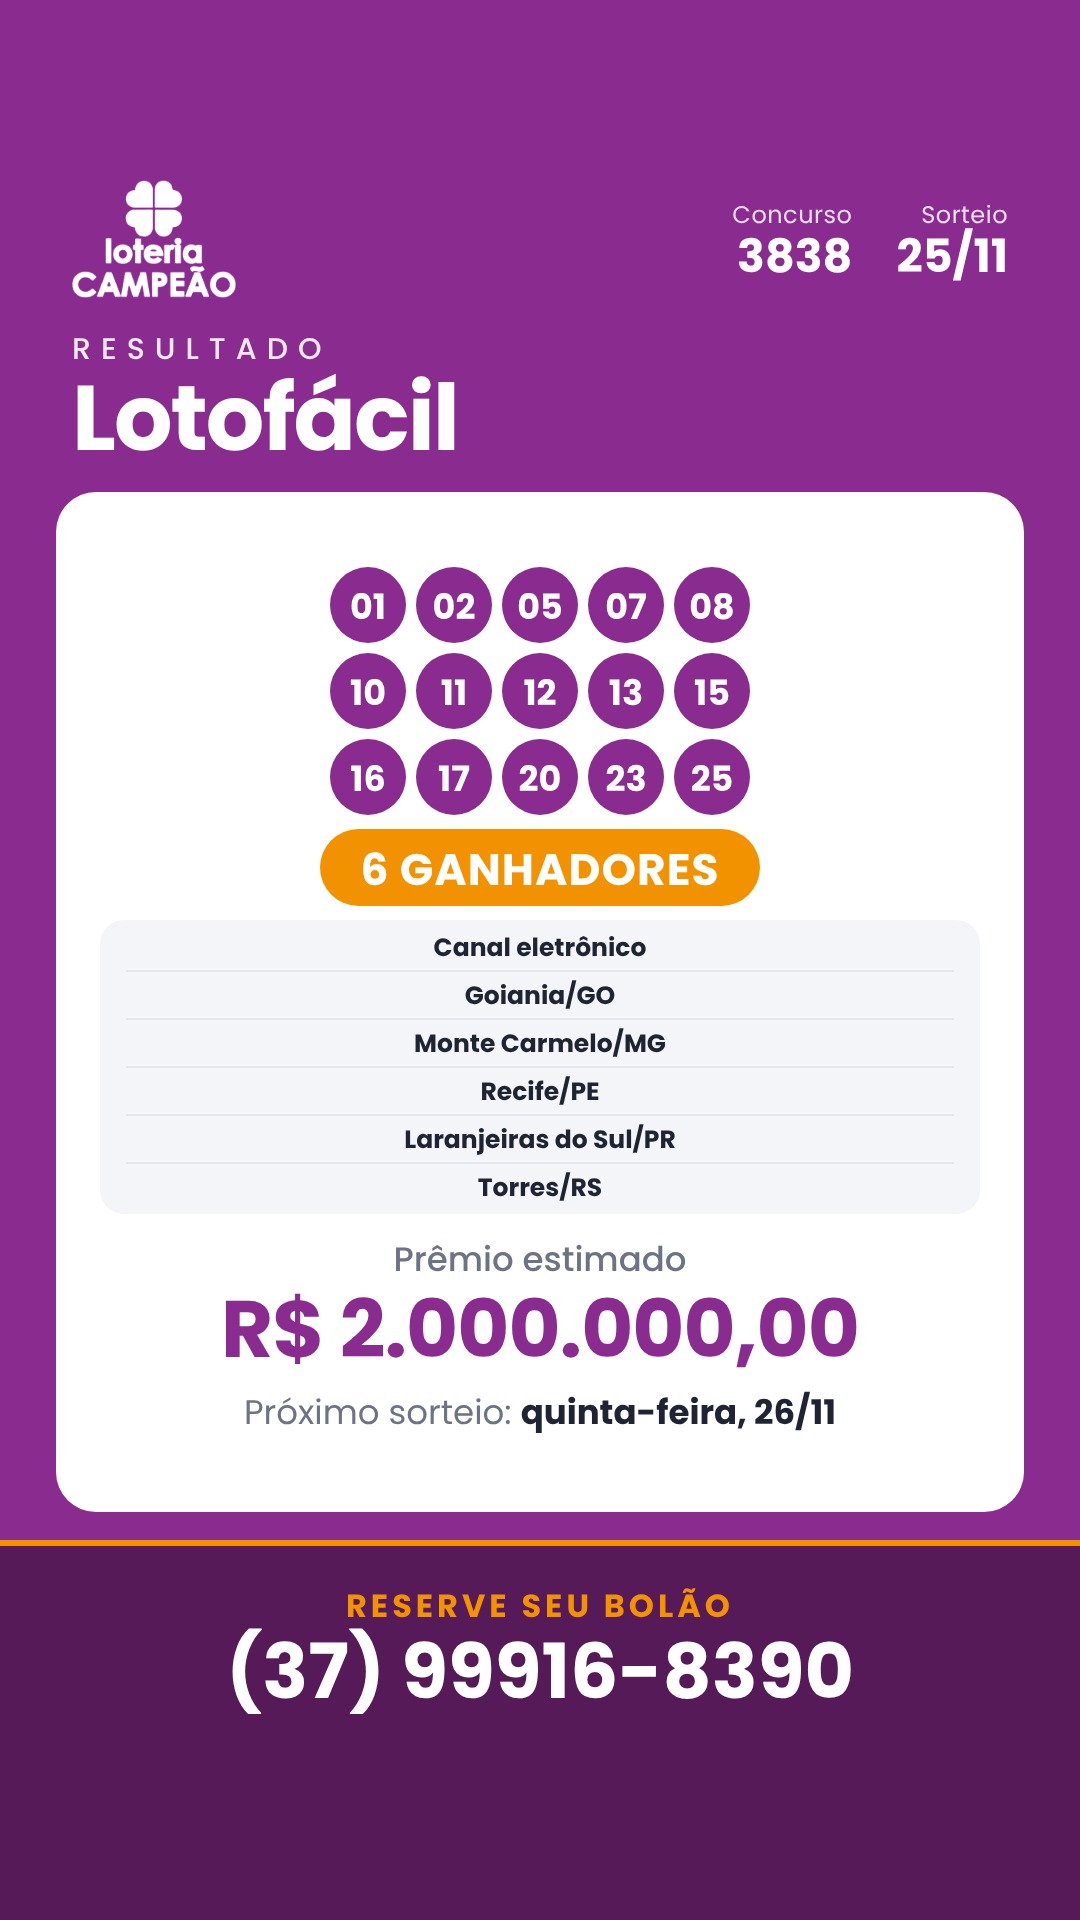 loteria
CAMPEÃO
Concurso
3838
Sorteio
25/11
RESULTADO
Lotofácil
01 02 05 07 08
10 11 12 13 15
16 17 20 23 25
6 GANHADORES
Canal eletrônico
Goiania/GO
Monte Carmelo/MG
Recife/PE
Laranjeiras do Sul/PR
Torres/RS
Prêmio estimado
R$ 2.000.000,00
Próximo sorteio: quinta-feira, 26/11
RESERVE SEU BOLÃO
(37) 99916-8390